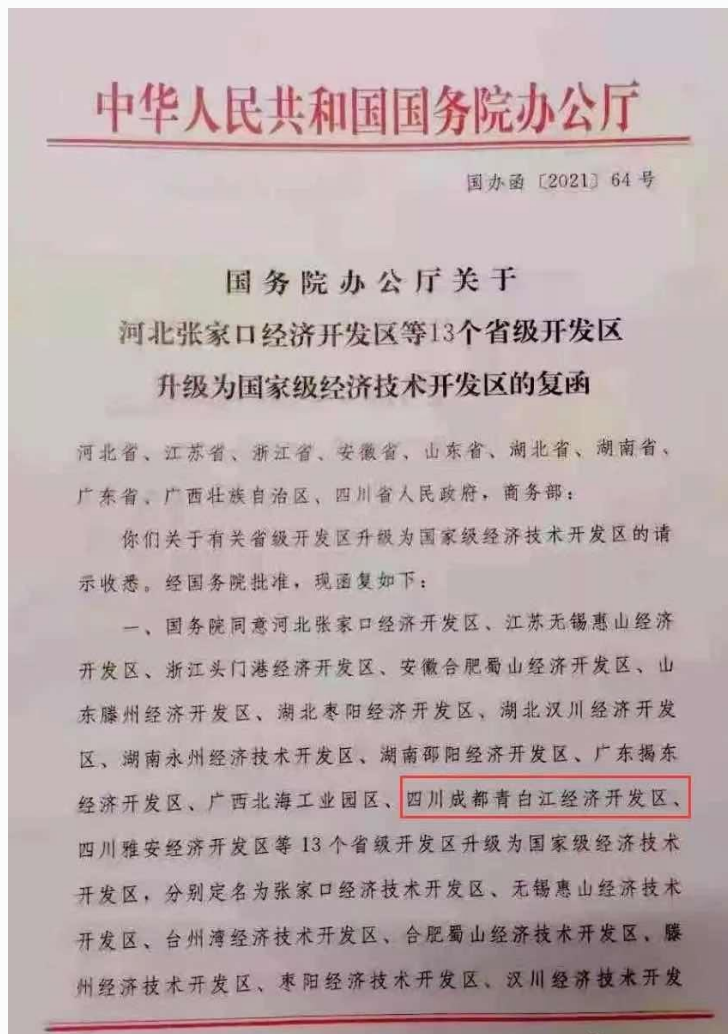 中华人民共和国国务院办公厅
国办函〔2021〕64号
国务院办公厅关于
河北张家口经济开发区等13个省级开发区
升级为国家级经济技术开发区的复函
河北省、江苏省、浙江省、安徽省、山东省、湖北省、湖南省、
广东省、广西壮族自治区、四川省人民政府，商务部：
你们关于有关省级开发区升级为国家级经济技术开发区的请
示收悉。经国务院批准，现函复如下：
一、国务院同意河北张家口经济开发区、江苏无锡惠山经济
开发区、浙江头门港经济开发区、安徽合肥蜀山经济开发区、山
东滕州经济开发区、湖北枣阳经济开发区、湖北汉川经济开发
区、湖南永州经济技术开发区、湖南邵阳经济开发区、广东揭东
经济开发区、广西北海工业园区、四川成都青白江经济开发区、
四川雅安经济开发区等13个省级开发区升级为国家级经济技术
开发区，分别定名为张家口经济技术开发区、无锡惠山经济技术
开发区、台州湾经济技术开发区、合肥蜀山经济技术开发区、滕
州经济技术开发区、枣阳经济技术开发区、汉川经济技术开发